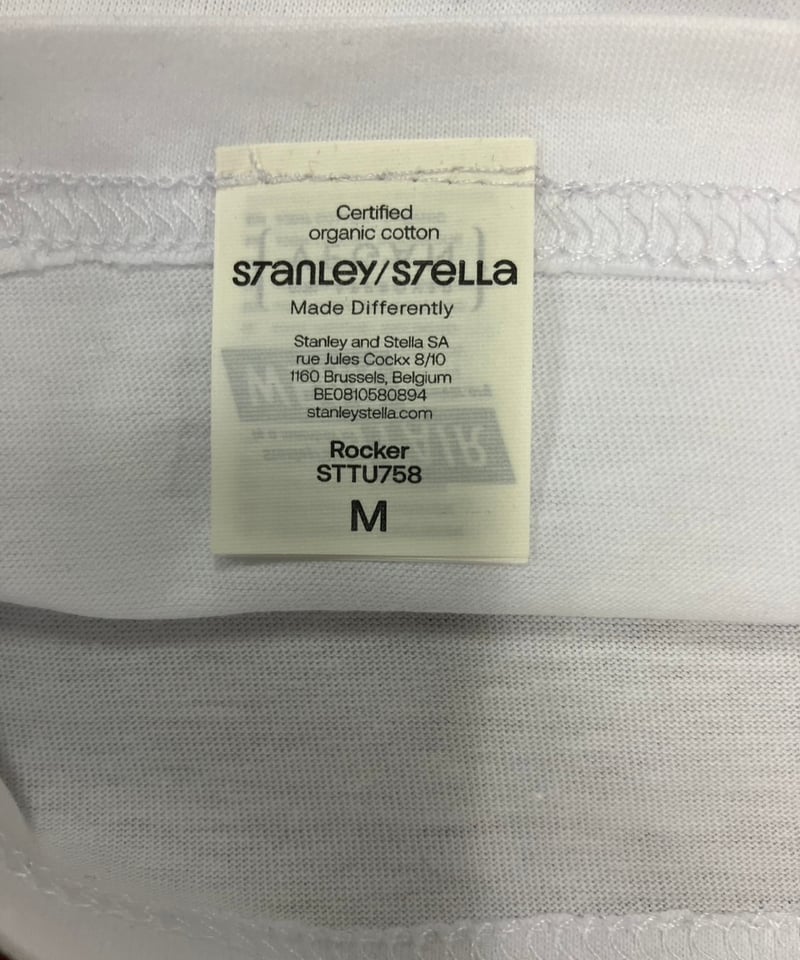 Certified
organic cotton
STANLEY/STELLA
Made Differently
Stanley and Stella SA
rue Jules Cockx 8/10
1160 Brussels, Belgium
BE0810580894
stanleystella.com
Rocker
STTU758
M